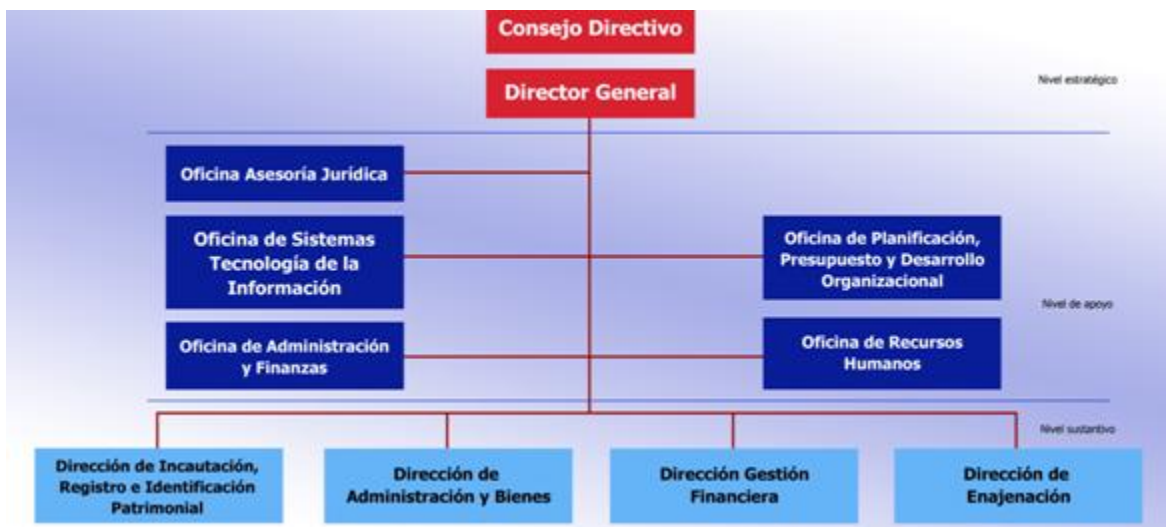 Consejo Directivo
Director General
Nivel estratégico
Oficina Asesoría Jurídica
Oficina de Sistemas
Tecnología de la
Información
Oficina de Planificación,
Presupuesto y Desarrollo
Organizacional
Nivel de apoyo
Oficina de Administración
y Finanzas
Oficina de Recursos
Humanos
Nivel sustantivo
Dirección de Incautación,
Registro e Identificación
Patrimonial
Dirección de
Administración y Bienes
Dirección Gestión
Financiera
Dirección de
Enajenación